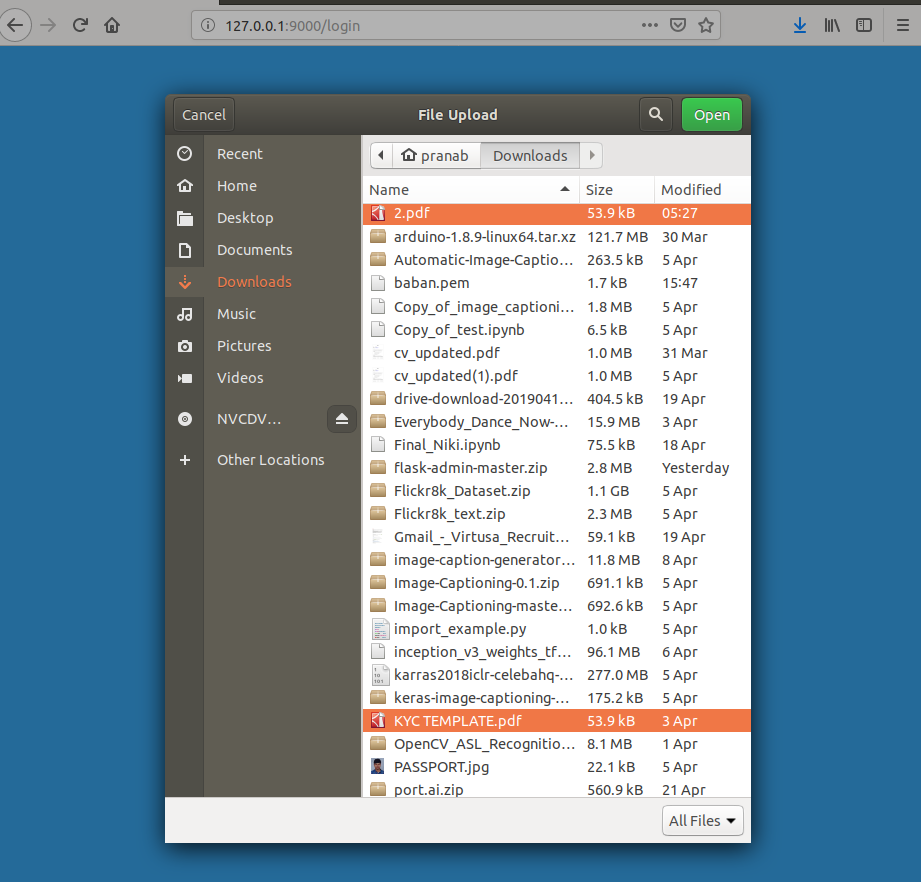 127.0.0.1:9000/login
Cancel File Upload Open
Recent
Home
Desktop
Documents
Downloads
Music
Pictures
Videos
NVCDV...
Other Locations
pranab Downloads
Name Size Modified
2.pdf 53.9 kB 05:27
arduino-1.8.9-linux64.tar.xz 121.7 MB 30 Mar
Automatic-Image-Captio... 263.5 kB 5 Apr
baban.pem 1.7 kB 15:47
Copy_of_image_captioni... 1.8 MB 5 Apr
Copy_of_test.ipynb 6.5 kB 5 Apr
cv_updated.pdf 1.0 MB 31 Mar
cv_updated(1).pdf 1.0 MB 5 Apr
drive-download-2019041... 404.5 kB 19 Apr
Everybody_Dance_Now-... 15.9 MB 3 Apr
Final_Niki.ipynb 75.5 kB 18 Apr
flask-admin-master.zip 2.8 MB Yesterday
Flickr8k_Dataset.zip 1.1 GB 5 Apr
Flickr8k_text.zip 2.3 MB 5 Apr
Gmail_-_Virtusa_Recruit... 59.1 kB 19 Apr
image-caption-generator... 11.8 MB 8 Apr
Image-Captioning-0.1.zip 691.1 kB 5 Apr
Image-Captioning-maste... 692.6 kB 5 Apr
import_example.py 1.0 kB 5 Apr
inception_v3_weights_tf... 96.1 MB 6 Apr
karras2018iclr-celebahq-... 277.0 MB 5 Apr
keras-image-captioning-... 175.2 kB 5 Apr
KYC TEMPLATE.pdf 53.9 kB 3 Apr
OpenCV_ASL_Recognitio... 8.1 MB 1 Apr
PASSPORT.jpg 22.1 kB 5 Apr
port.ai.zip 560.9 kB 21 Apr
All Files